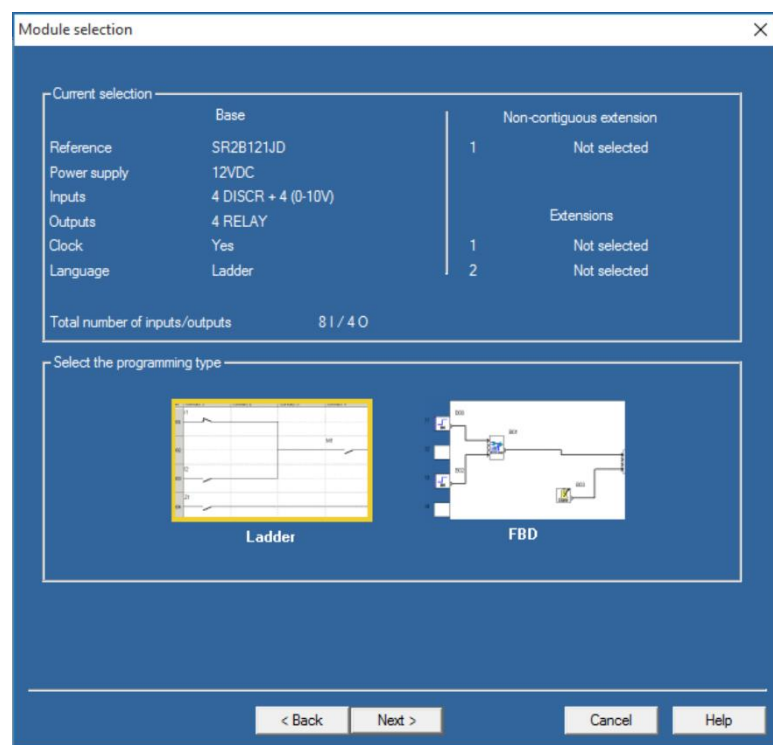 Module selection
Current selection
Base
Non-contiguous extension
Reference SR2B121JD 1 Not selected
Power supply 12VDC
Inputs 4 DISCR + 4 (0-10V)
Outputs 4 RELAY Extensions
Clock Yes 1 Not selected
Language Ladder 2 Not selected
Total number of inputs/outputs 8 I / 4 O
Select the programming type
Ladder FBD
< Back Next > Cancel Help